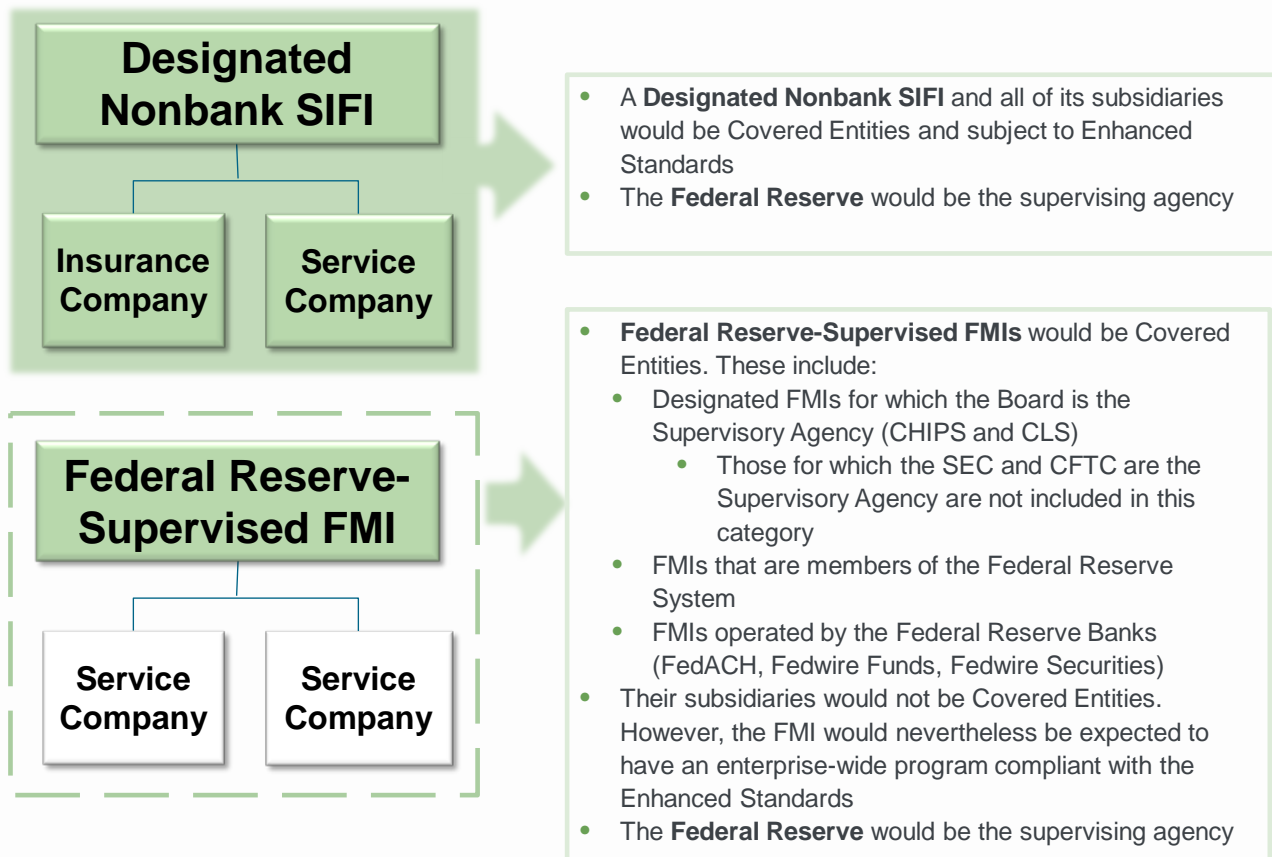 Designated
Nonbank SIFI
Insurance
Company
Service
Company
• A Designated Nonbank SIFI and all of its subsidiaries
would be Covered Entities and subject to Enhanced
Standards
• The Federal Reserve would be the supervising agency
Federal Reserve-
Supervised FMI
Service
Company
Service
Company
• Federal Reserve-Supervised FMIs would be Covered
Entities. These include:
• Designated FMIs for which the Board is the
Supervisory Agency (CHIPS and CLS)
• Those for which the SEC and CFTC are the
Supervisory Agency are not included in this
category
• FMIs that are members of the Federal Reserve
System
• FMIs operated by the Federal Reserve Banks
(FedACH, Fedwire Funds, Fedwire Securities)
• Their subsidiaries would not be Covered Entities.
However, the FMI would nevertheless be expected to
have an enterprise-wide program compliant with the
Enhanced Standards
• The Federal Reserve would be the supervising agency